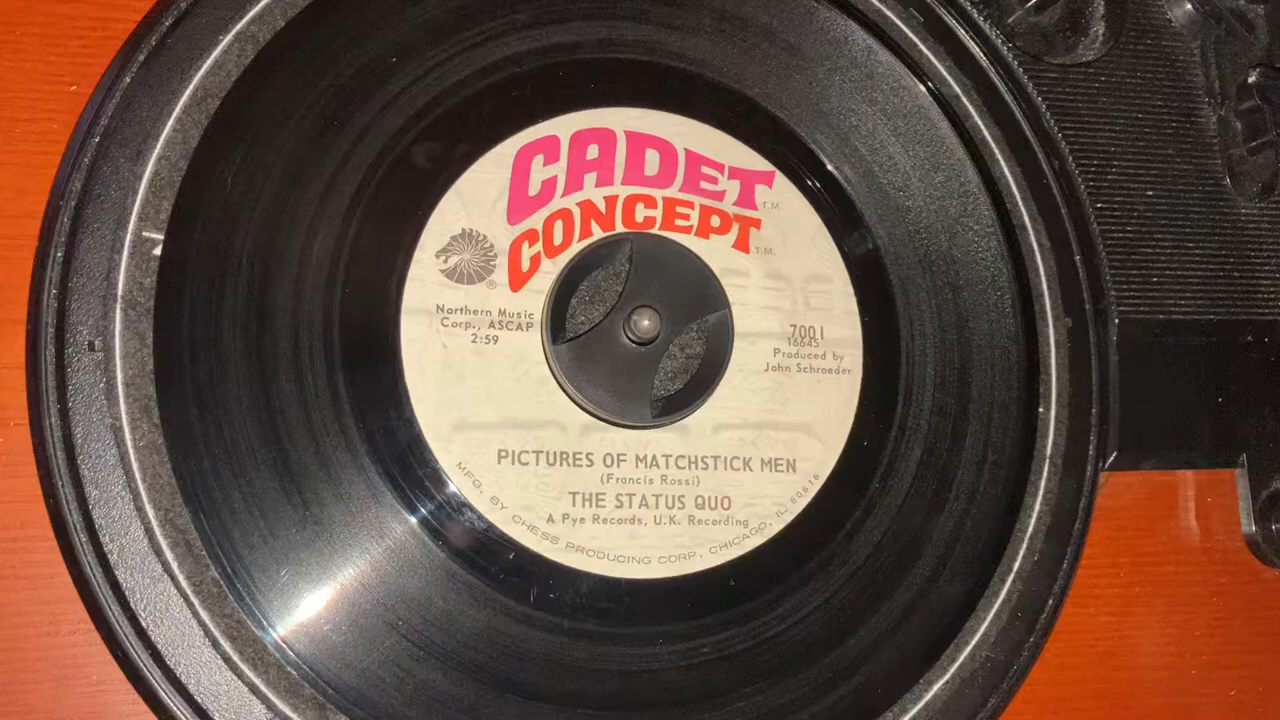 CADET T.M.
CONCEPT T.M.
®
Northern Music
Corp., ASCAP
2:59
7001
16645
Produced by
John Schroeder
PICTURES OF MATCHSTICK MEN
(Francis Rossi)
THE STATUS QUO
A Pye Records, U.K. Recording
MFG. BY CHESS PRODUCING CORP., CHICAGO, IL 60616